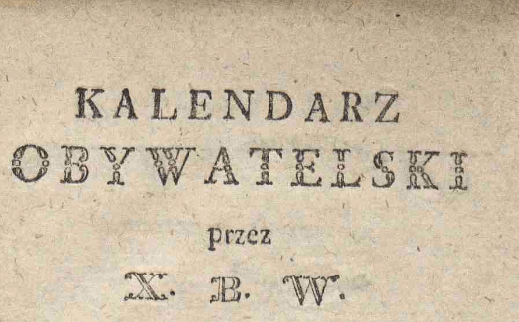 KALENDARZ
OBYWATELSKI
przez
X. B. W.